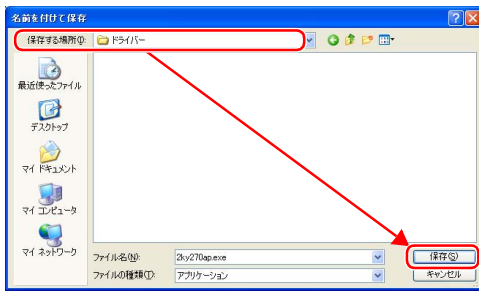 名前を付けて保存
保存する場所(I):
ドライバー
最近使ったファイル
デスクトップ
マイ ドキュメント
マイ コンピュータ
マイ ネットワーク
ファイル名(N):
2ky270ap.exe
保存(S)
ファイルの種類(T):
アプリケーション
キャンセル